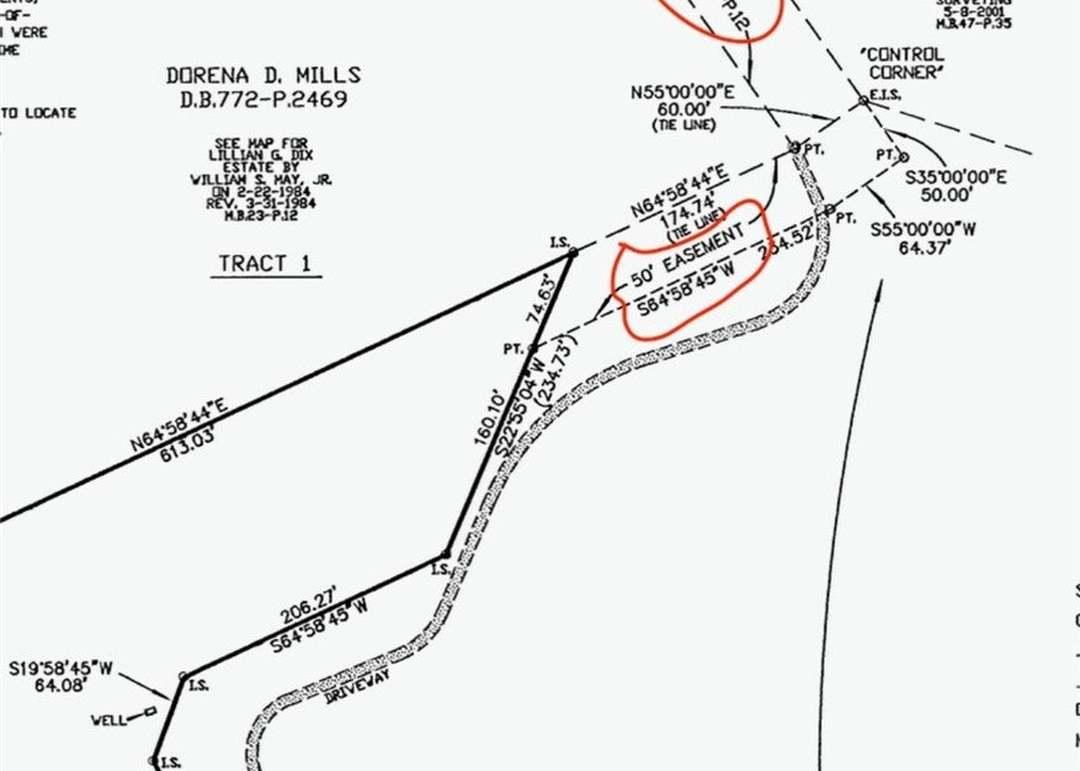 -OF-
WERE
TO LOCATE
DORENA D. MILLS
D.B.772-P.2469
SEE MAP FOR
LILLIAN G. DIX
ESTATE BY
WILLIAM S. MAY, JR.
ON 2-22-1984
REV. 3-31-1984
M.B.23-P.12
TRACT 1
P.12
SURVEYING
5-8-2001
M.B.47-P.35
"CONTROL
CORNER"
E.I.S.
N55°00'00"E
60.00'
(TIE LINE)
PT.
PT.
S35°00'00"E
50.00'
PT.
S55°00'00"W
64.37'
N64°58'44"E
174.74'
(TIE LINE)
50' EASEMENT
234.52'
S64°58'45"W
I.S.
74.63'
PT.
160.10'
S22°55'04"W
(234.73')
N64°58'44"E
613.03'
I.S.
206.27'
S64°58'45"W
S19°58'45"W
64.08'
I.S.
WELL
DRIVEWAY
I.S.